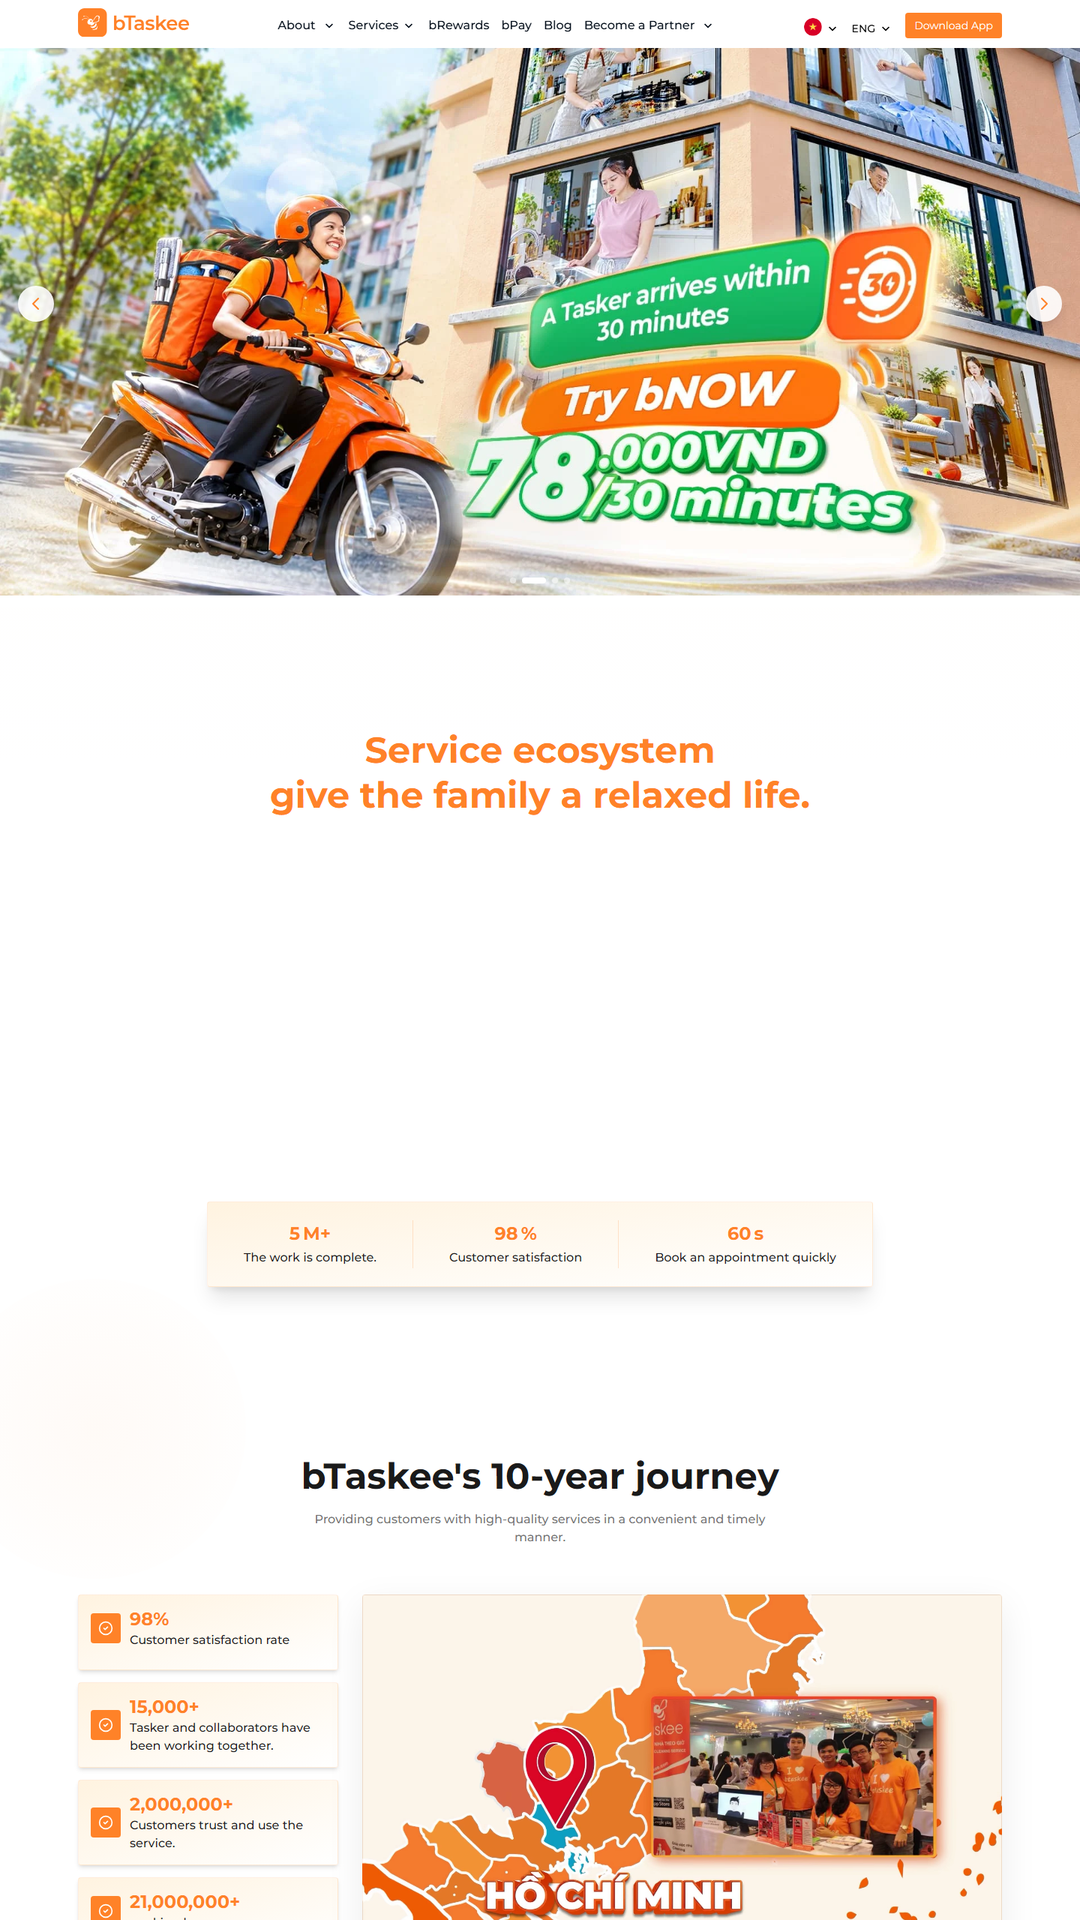 bTaskee
About
Services
bRewards
bPay
Blog
Become a Partner
ENG
Download App
A Tasker arrives within
30 minutes
30
Try bNOW
78.000VND
/30 minutes
Service ecosystem
give the family a relaxed life.
5 M+
The work is complete.
98 %
Customer satisfaction
60 s
Book an appointment quickly
bTaskee's 10-year journey
Providing customers with high-quality services in a convenient and timely
manner.
98%
Customer satisfaction rate
15,000+
Tasker and collaborators have
been working together.
2,000,000+
Customers trust and use the
service.
21,000,000+
HỒ CHÍ MINH